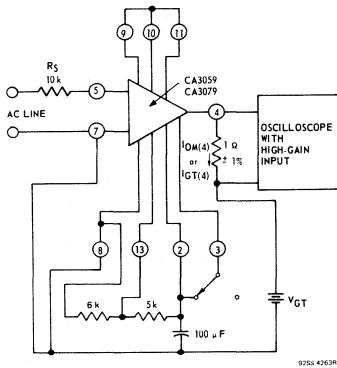 9
10
11
RS
10 k
5
CA3059
CA3079
AC LINE
7
4
IOM(4)
or
IGT(4)
1 Ω
± 1%
OSCILLOSCOPE
WITH
HIGH-GAIN
INPUT
8
13
2
3
6 k
5 k
100 μF
VGT
92SS-4263R